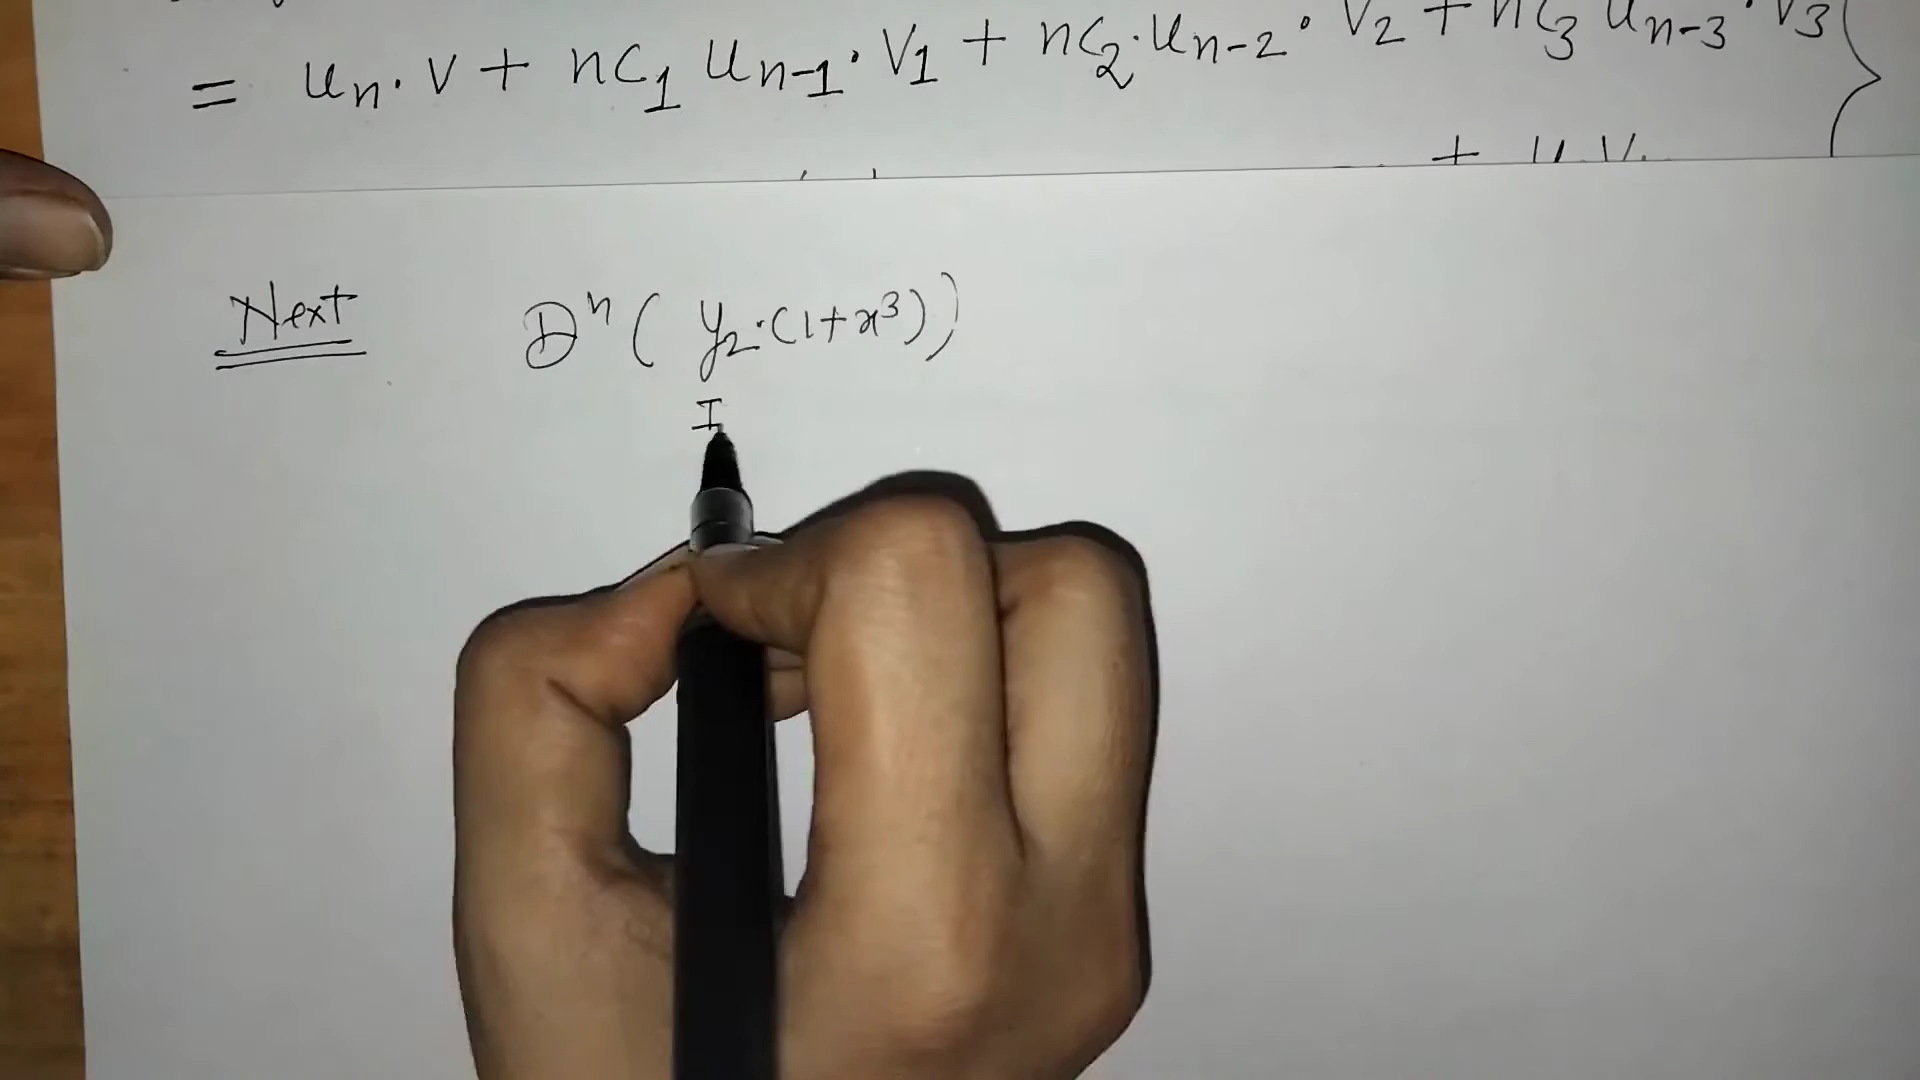 = uₙ · v + nc₁ uₙ₋₁ · v₁ + nc₂ · uₙ₋₂ · v₂ + nc₃ uₙ₋₃ · v₃
Next Dⁿ ( y₂ · (1+x³) )
I